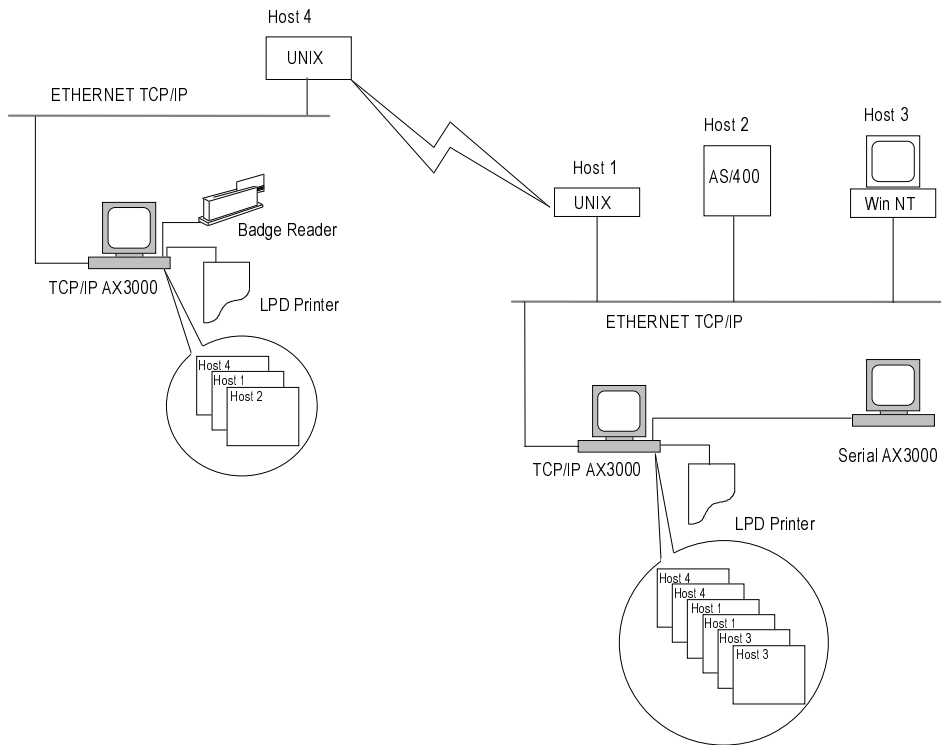 Host 4
UNIX
ETHERNET TCP/IP
Badge Reader
TCP/IP AX3000
LPD Printer
Host 4
Host 1
Host 2
Host 1
UNIX
Host 2
AS/400
Host 3
Win NT
ETHERNET TCP/IP
TCP/IP AX3000
Serial AX3000
LPD Printer
Host 4
Host 4
Host 1
Host 1
Host 3
Host 3